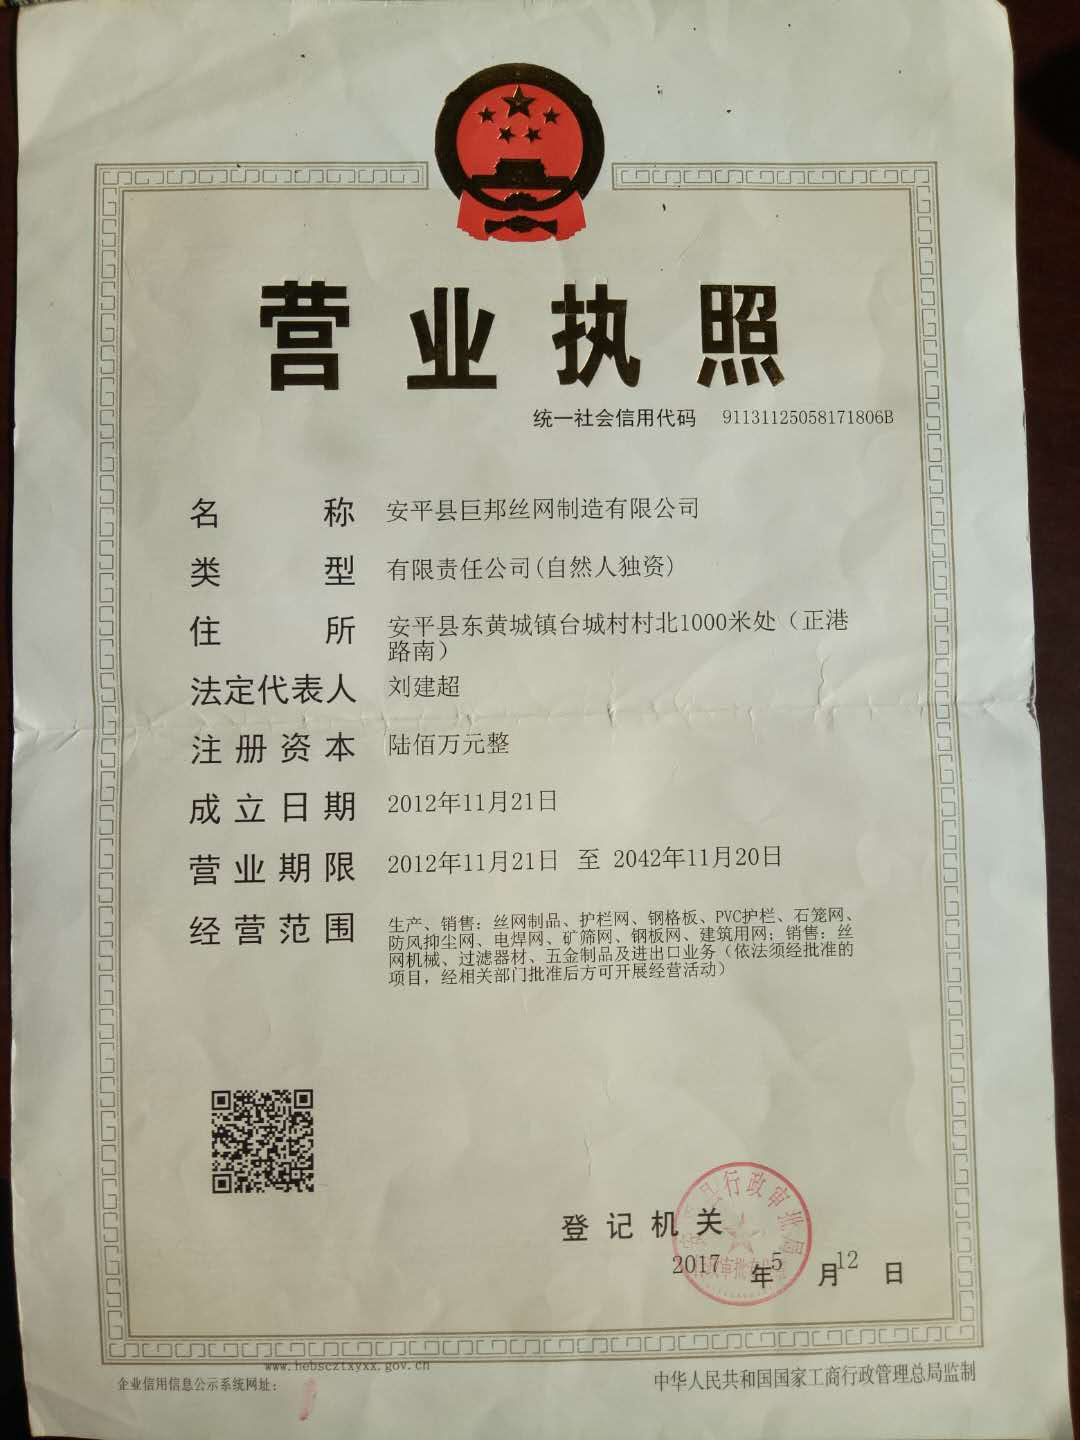 营业执照
统一社会信用代码 91131125058171806B
名称 安平县巨邦丝网制造有限公司
类型 有限责任公司(自然人独资)
住所 安平县东黄城镇台城村村北1000米处（正港
路南）
法定代表人 刘建超
注册资本 陆佰万元整
成立日期 2012年11月21日
营业期限 2012年11月21日 至 2042年11月20日
经营范围 生产、销售：丝网制品、护栏网、钢格板、PVC护栏、石笼网、
防风抑尘网、电焊网、矿筛网、钢板网、建筑用网；销售：丝
网机械、过滤器材、五金制品及进出口业务（依法须经批准的
项目，经相关部门批准后方可开展经营活动）
行政审批局
登记机关
2017年5月12日
www.hebscztxyxx.gov.cn
企业信用信息公示系统网址：
中华人民共和国国家工商行政管理总局监制